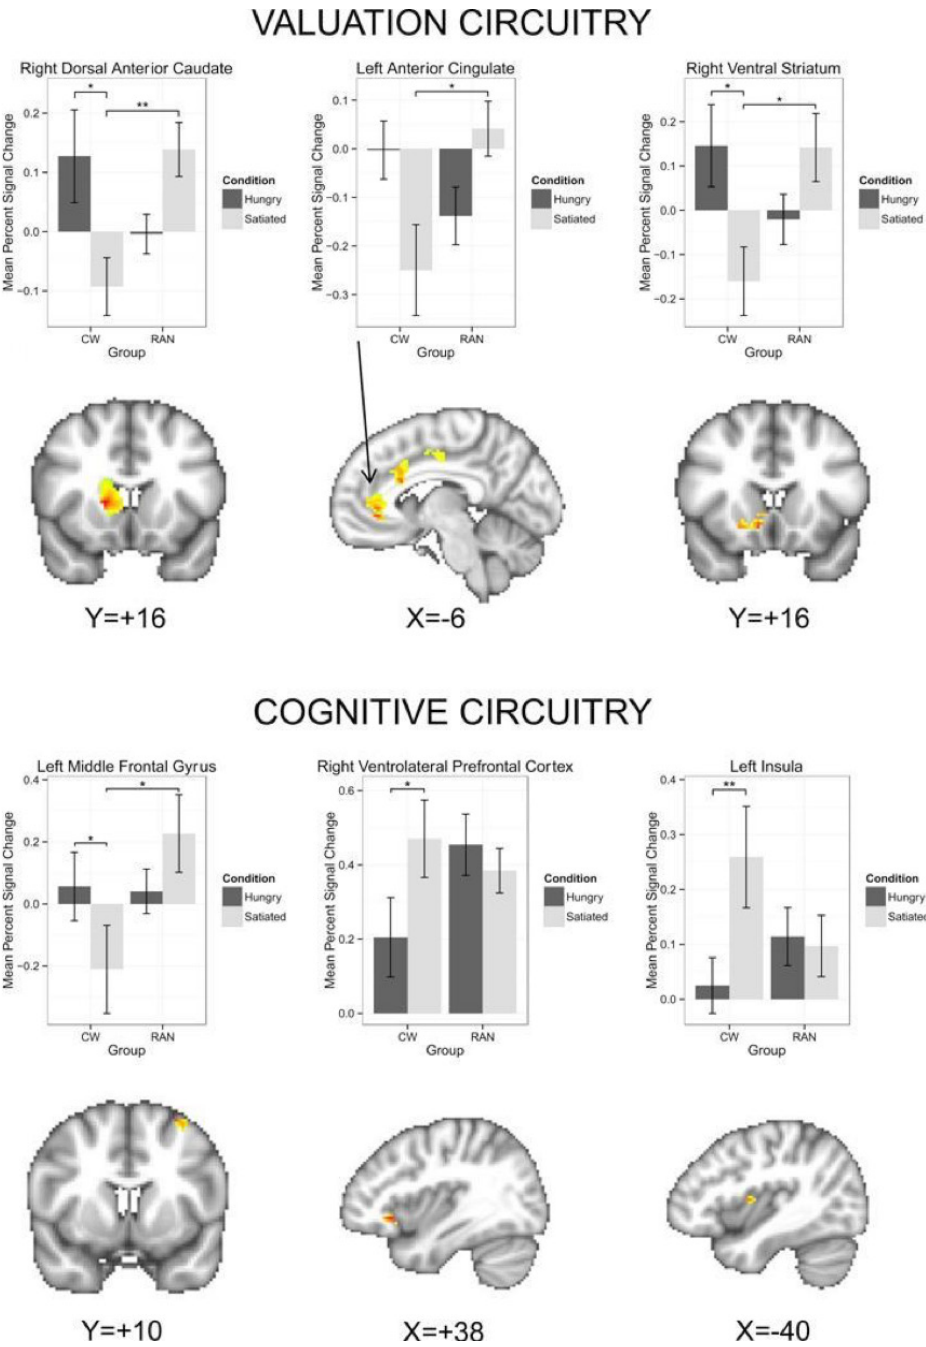 VALUATION CIRCUITRY
Right Dorsal Anterior Caudate
Mean Percent Signal Change
0.2
0.1
0.0
−0.1
*
**
CW
RAN
Group
Condition
Hungry
Satiated
Left Anterior Cingulate
Mean Percent Signal Change
0.1
0.0
−0.1
−0.2
−0.3
*
CW
RAN
Group
Condition
Hungry
Satiated
Right Ventral Striatum
Mean Percent Signal Change
0.2
0.1
0.0
−0.1
−0.2
*
*
CW
RAN
Group
Condition
Hungry
Satiated
Y=+16
X=-6
Y=+16
COGNITIVE CIRCUITRY
Left Middle Frontal Gyrus
Mean Percent Signal Change
0.4
0.2
0.0
−0.2
*
*
CW
RAN
Group
Condition
Hungry
Satiated
Right Ventrolateral Prefrontal Cortex
Mean Percent Signal Change
0.6
0.4
0.2
0.0
*
CW
RAN
Group
Condition
Hungry
Satiated
Left Insula
Mean Percent Signal Change
0.4
0.3
0.2
0.1
0.0
**
CW
RAN
Group
Condition
Hungry
Satiated
Y=+10
X=+38
X=-40